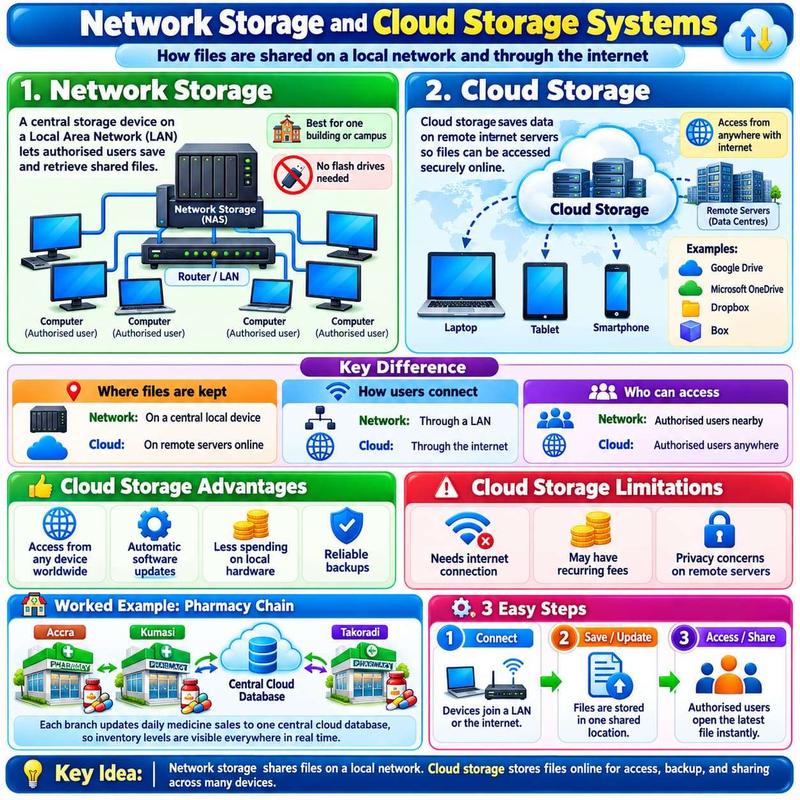 Network Storage and Cloud Storage Systems
How files are shared on a local network and through the internet
1. Network Storage
A central storage device on
a Local Area Network (LAN)
lets authorised users save
and retrieve shared files.
Best for one
building or campus
No flash drives
needed
Network Storage
(NAS)
Router / LAN
Computer
(Authorised user)
Computer
(Authorised user)
Computer
(Authorised user)
Computer
(Authorised user)
2. Cloud Storage
Cloud storage saves data
on remote internet servers
so files can be accessed
securely online.
Access from
anywhere with
internet
Cloud Storage
Remote Servers
(Data Centres)
Laptop
Tablet
Smartphone
Examples:
Google Drive
Microsoft OneDrive
Dropbox
Box
Key Difference
Where files are kept
Network: On a central local device
Cloud: On remote servers online
How users connect
Network: Through a LAN
Cloud: Through the internet
Who can access
Network: Authorised users nearby
Cloud: Authorised users anywhere
Cloud Storage Advantages
Access from
any device
worldwide
Automatic
software
updates
Less spending
on local
hardware
Reliable
backups
Cloud Storage Limitations
Needs internet
connection
May have
recurring fees
Privacy concerns
on remote servers
Worked Example: Pharmacy Chain
Accra
PHARMACY
Kumasi
PHARMACY
Central Cloud
Database
Takoradi
PHARMACY
Each branch updates daily medicine sales to one central cloud database,
so inventory levels are visible everywhere in real time.
3 Easy Steps
1 Connect
Devices join a LAN
or the internet.
2 Save / Update
Files are stored
in one shared
location.
3 Access / Share
Authorised users
open the latest
file instantly.
Key Idea:
Network storage shares files on a local network. Cloud storage stores files online for access, backup, and sharing
across many devices.